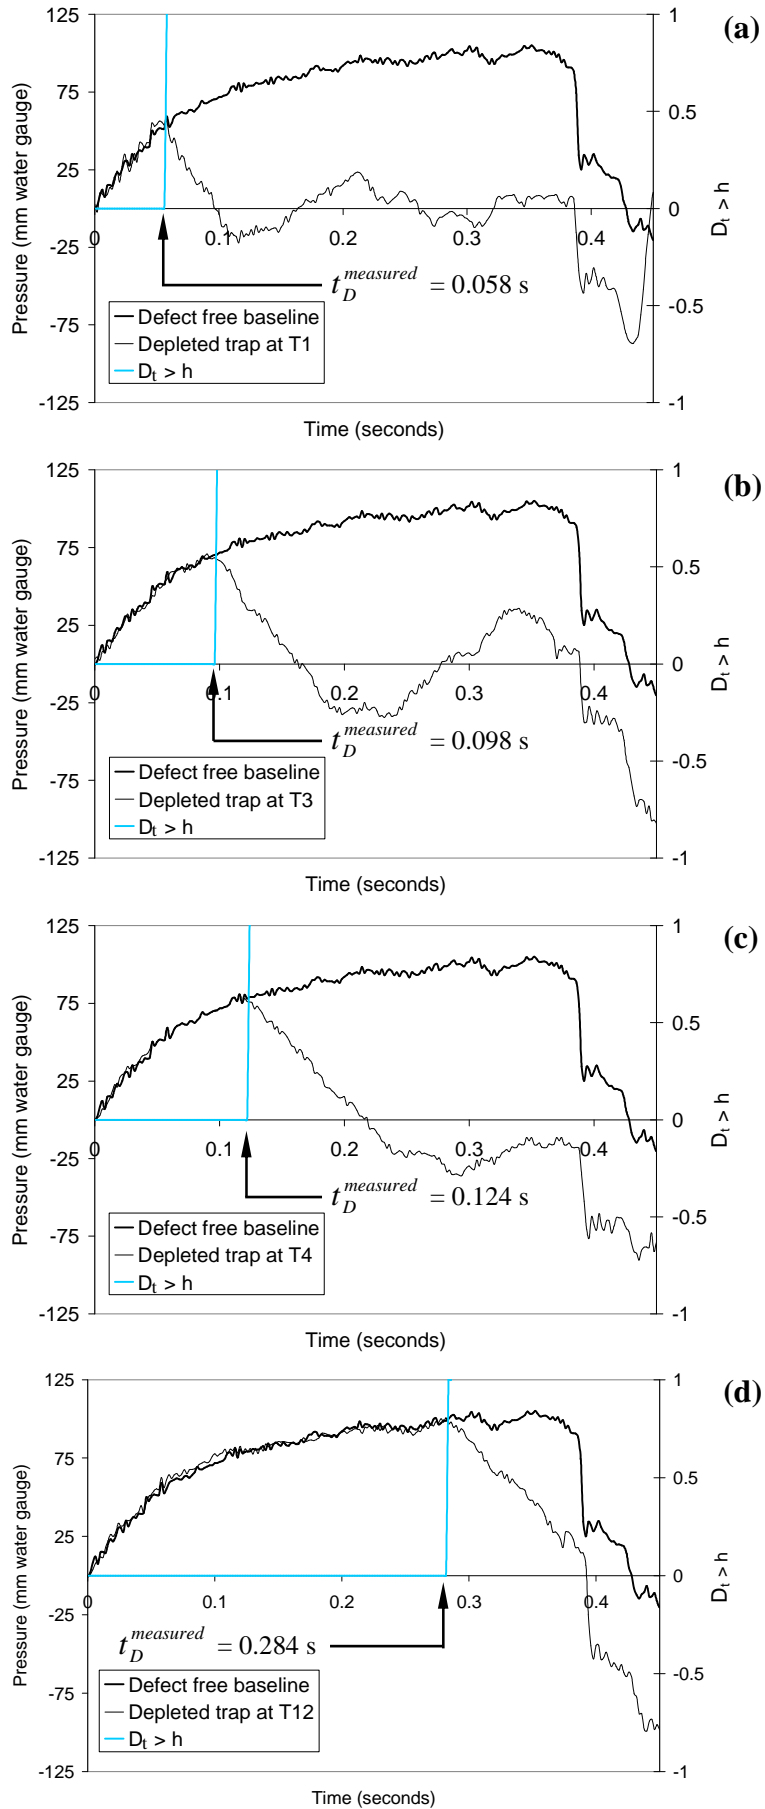 (a)
125
75
25
-25
-75
-125
Pressure (mm water gauge)
1
0.5
0
-0.5
-1
D_t > h
0 0.1 0.2 0.3 0.4
t_D^measured = 0.058 s
Defect free baseline
Depleted trap at T1
D_t > h
Time (seconds)
(b)
125
75
25
-25
-75
-125
Pressure (mm water gauge)
1
0.5
0
-0.5
-1
D_t > h
0 0.1 0.2 0.3 0.4
t_D^measured = 0.098 s
Defect free baseline
Depleted trap at T3
D_t > h
Time (seconds)
(c)
125
75
25
-25
-75
-125
Pressure (mm water gauge)
1
0.5
0
-0.5
-1
D_t > h
0 0.1 0.2 0.3 0.4
t_D^measured = 0.124 s
Defect free baseline
Depleted trap at T4
D_t > h
Time (seconds)
(d)
125
75
25
-25
-75
-125
Pressure (mm water gauge)
1
0.5
0
-0.5
-1
D_t > h
0 0.1 0.2 0.3 0.4
t_D^measured = 0.284 s
Defect free baseline
Depleted trap at T12
D_t > h
Time (seconds)